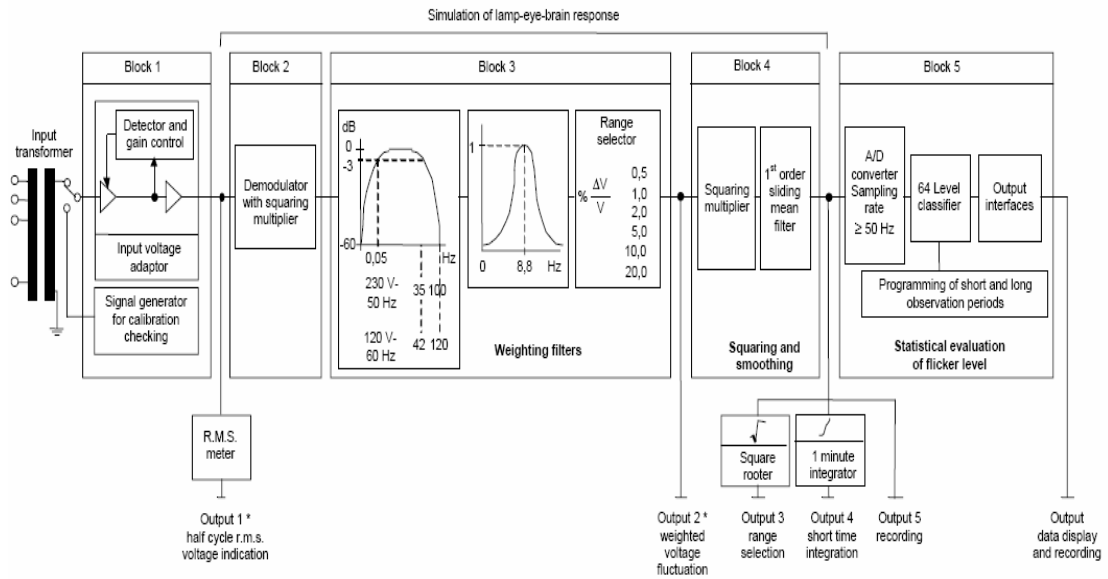 Simulation of lamp-eye-brain response
Block 1
Block 2
Block 3
Block 4
Block 5
Input
transformer
Detector and
gain control
Input voltage
adaptor
Signal generator
for calibration
checking
Demodulator
with squaring
multiplier
dB
0
-3
-60
0,05
Hz
230 V-
50 Hz
35 100
120 V-
60 Hz
42 120
1
0
8,8
Hz
Weighting filters
Range
selector
% ΔV
V
0,5
1,0
2,0
5,0
10,0
20,0
Squaring
multiplier
1st order
sliding
mean
filter
Squaring and
smoothing
A/D
converter
Sampling
rate
≥ 50 Hz
64 Level
classifier
Output
interfaces
Programming of short and long
observation periods
Statistical evaluation
of flicker level
R.M.S.
meter
√
Square
rooter
∫
1 minute
integrator
Output 1 *
half cycle r.m.s.
voltage indication
Output 2 *
weighted
voltage
fluctuation
Output 3
range
selection
Output 4
short time
integration
Output 5
recording
Output
data display
and recording